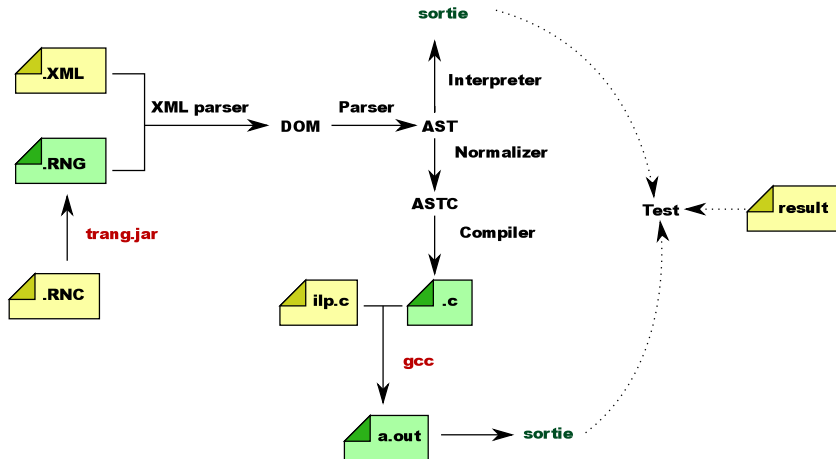 sortie
.XML
Interpreter
XML parser
Parser
DOM
AST
.RNG
Normalizer
ASTC
Test
result
trang.jar
Compiler
.RNC
ilp.c
.c
gcc
a.out
sortie